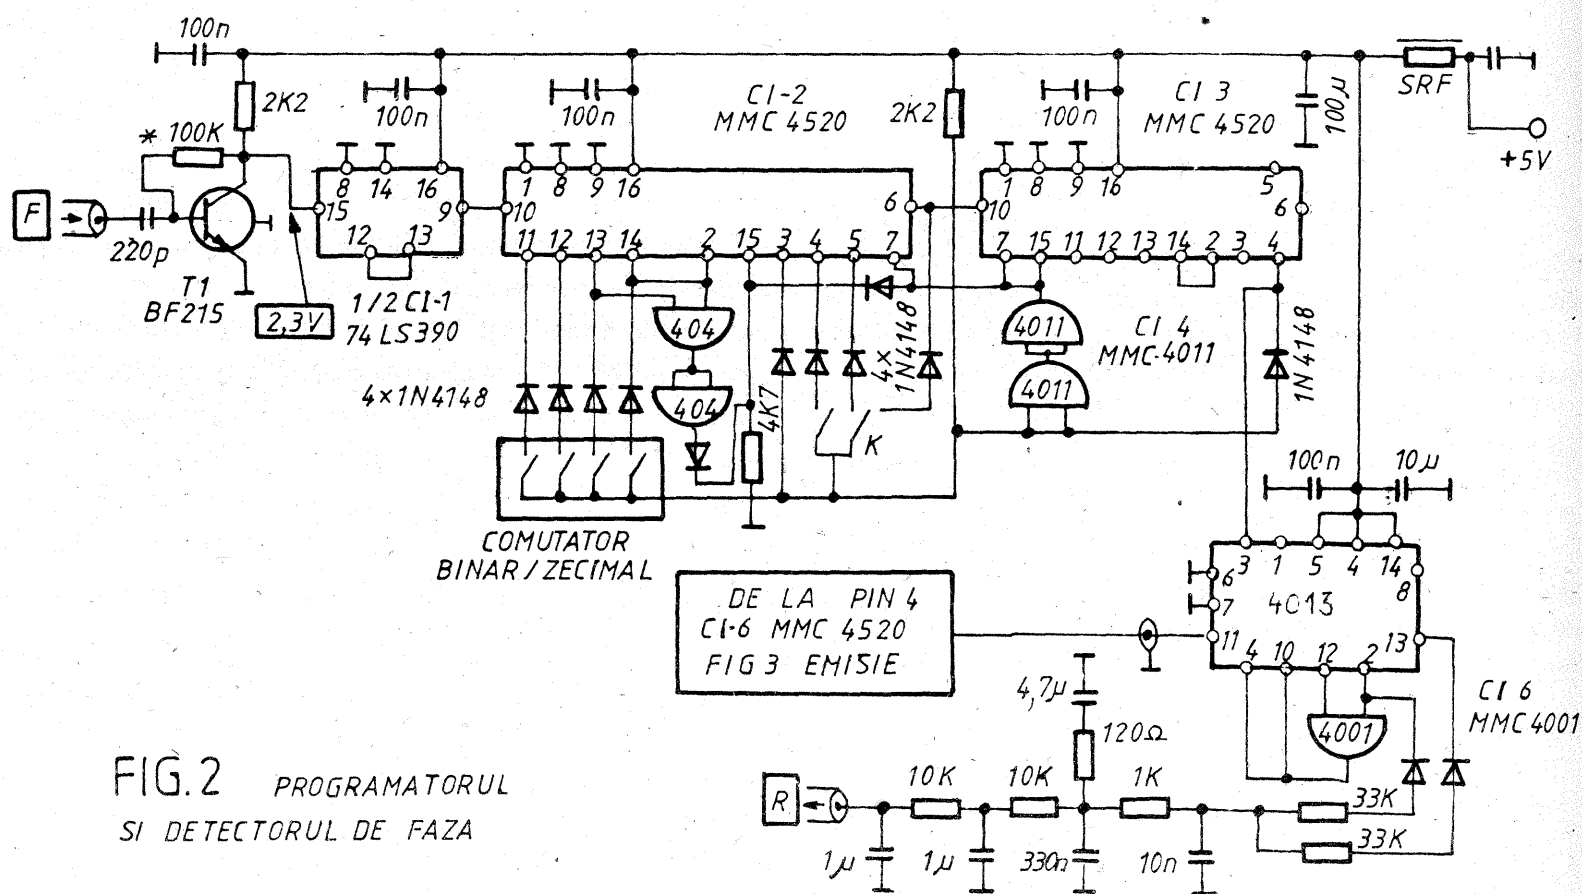 100n
2K2
* 100K
100n
100n
CI-2
MMC 4520
2K2
100n
CI 3
MMC 4520
100µ
SRF
+5V
F
220p
T1
BF215
2,3V
8 14 16
15 9
12 13
1/2 CI-1
74 LS390
1 8 9 16
10 6
11 12 13 14 2 15 3 4 5 7
1 8 9 16 5
10 6
7 15 11 12 13 14 2 3 4
404
404
4×1N4148
4K7
4×
1N4148
K
4011
4011
CI 4
MMC-4011
1N4148
COMUTATOR
BINAR/ZECIMAL
100n
10µ
DE LA PIN 4
CI-6 MMC 4520
FIG 3 EMISIE
3 1 5 4 14
6 8
4013
7
11 13
4 10 12 2
4001
CI 6
MMC4001
4,7µ
120Ω
R
10K
10K
1K
33K
33K
1µ
1µ
330n
10n
FIG. 2 PROGRAMATORUL
SI DETECTORUL DE FAZA